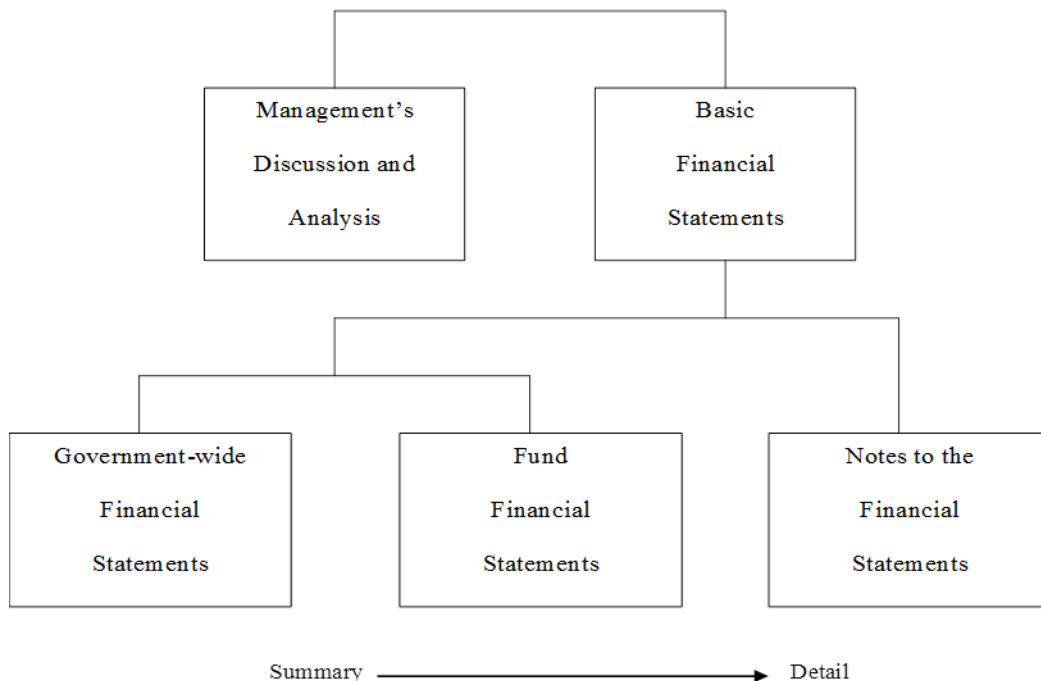 Management’s
Discussion and
Analysis
Basic
Financial
Statements
Government-wide
Financial
Statements
Fund
Financial
Statements
Notes to the
Financial
Statements
Summary
Detail